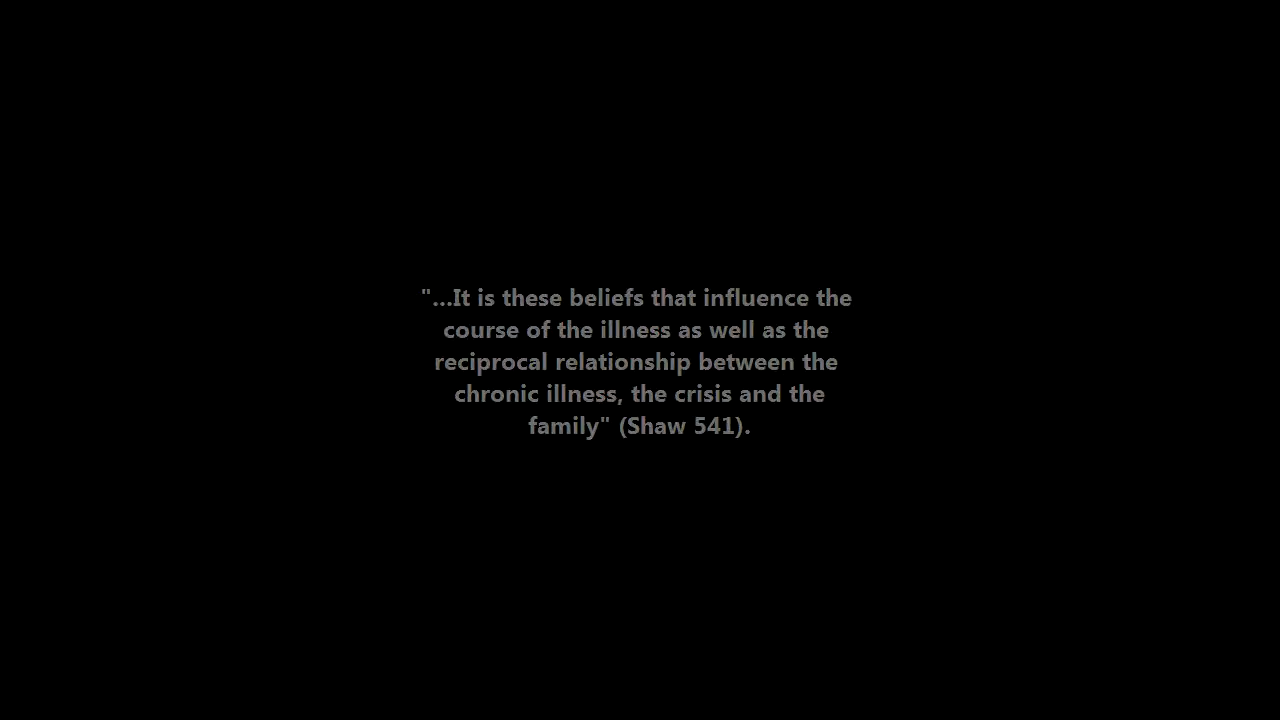 "...It is these beliefs that influence the
course of the illness as well as the
reciprocal relationship between the
chronic illness, the crisis and the
family" (Shaw 541).